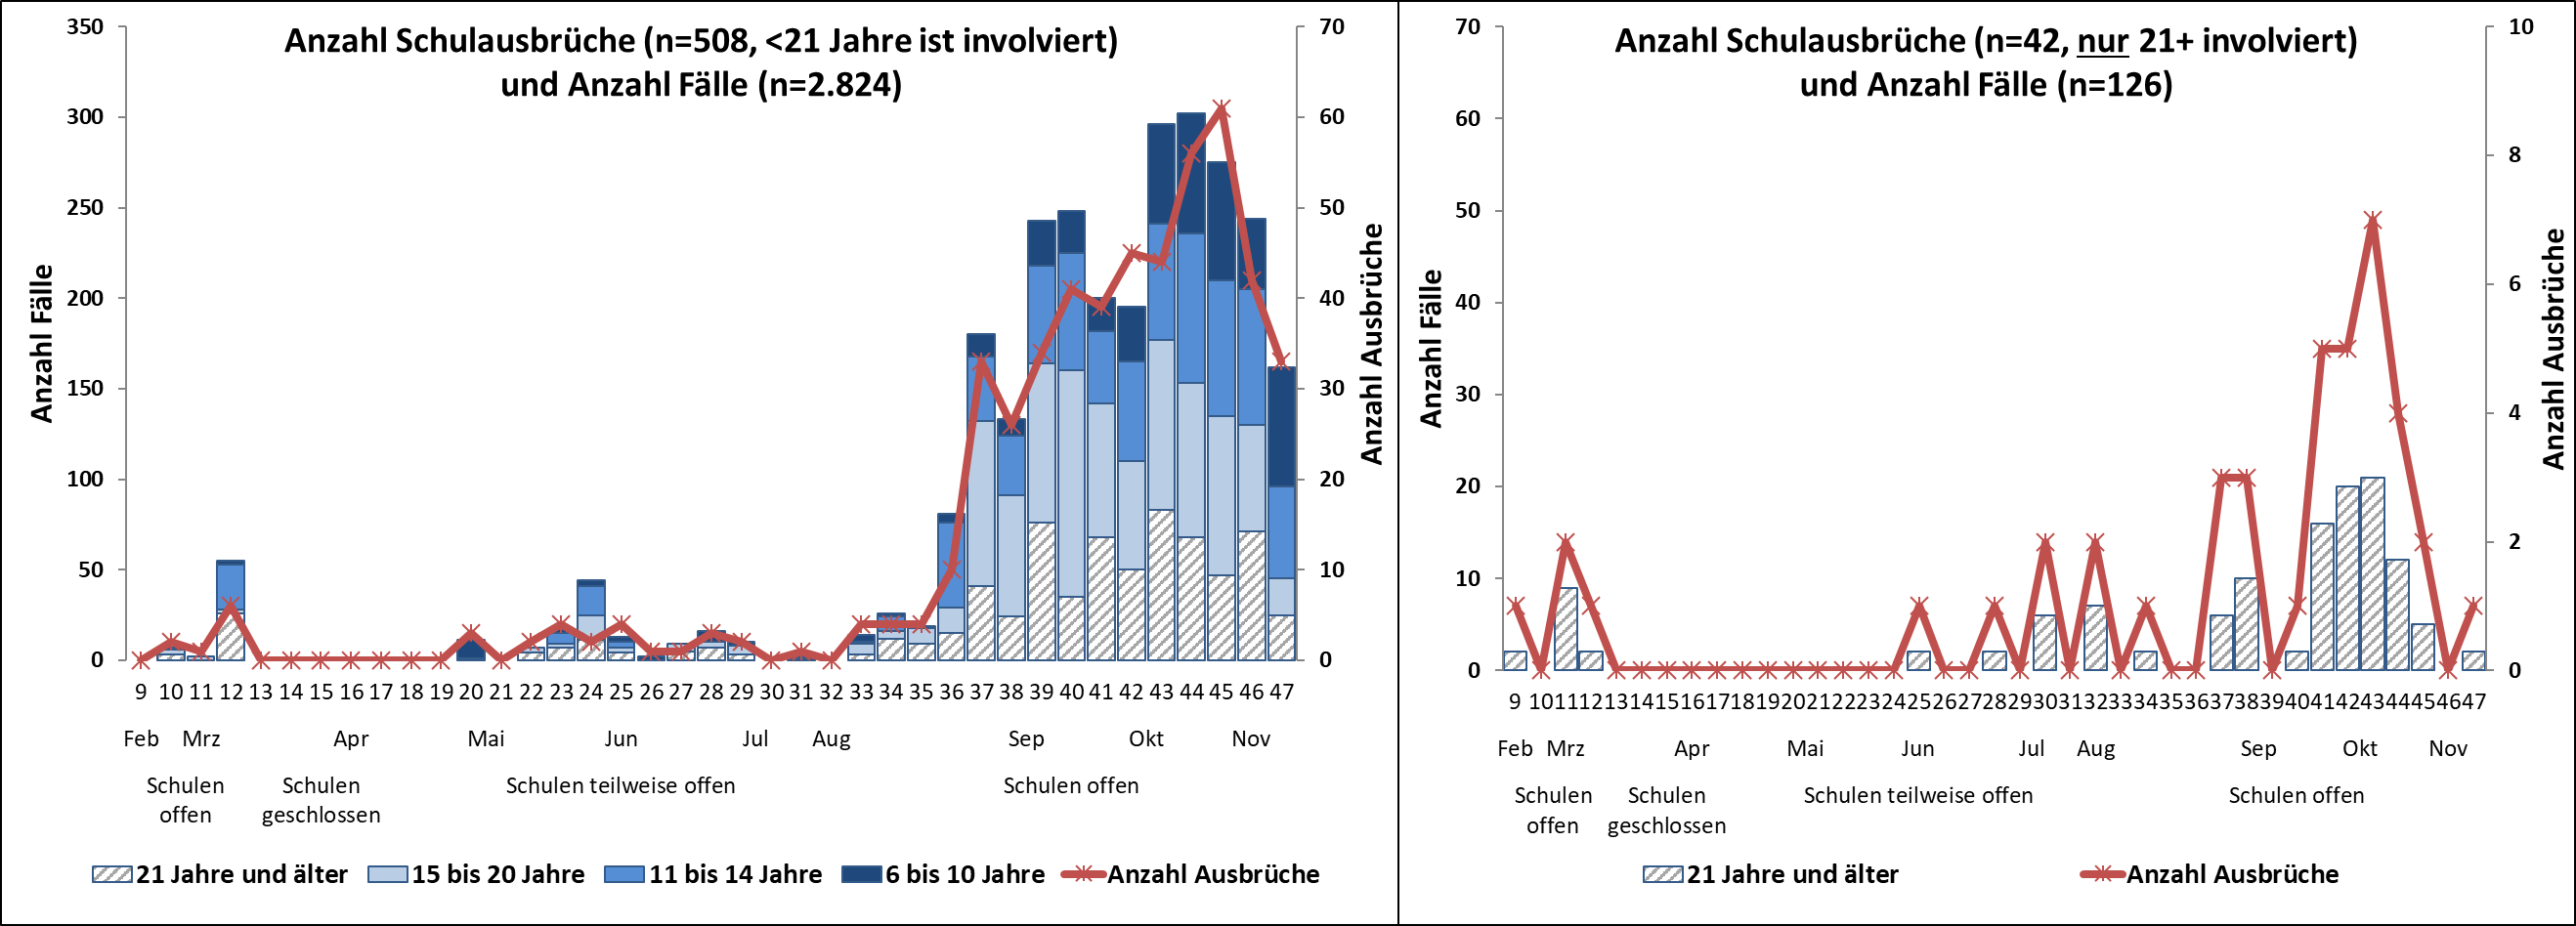 Anzahl Schulausbrüche (n=508, <21 Jahre ist involviert)
und Anzahl Fälle (n=2.824)
350
300
250
200
150
100
50
0
Anzahl Fälle
70
60
50
40
30
20
10
0
Anzahl Ausbrüche
9 10 11 12 13 14 15 16 17 18 19 20 21 22 23 24 25 26 27 28 29 30 31 32 33 34 35 36 37 38 39 40 41 42 43 44 45 46 47
Feb Mrz Apr Mai Jun Jul Aug Sep Okt Nov
Schulen Schulen Schulen teilweise offen Schulen offen
offen geschlossen
21 Jahre und älter 15 bis 20 Jahre 11 bis 14 Jahre 6 bis 10 Jahre Anzahl Ausbrüche
Anzahl Schulausbrüche (n=42, nur 21+ involviert)
und Anzahl Fälle (n=126)
70
60
50
40
30
20
10
0
Anzahl Fälle
10
8
6
4
2
0
Anzahl Ausbrüche
9 10 11 12 13 14 15 16 17 18 19 20 21 22 23 24 25 26 27 28 29 30 31 32 33 34 35 36 37 38 39 40 41 42 43 44 45 46 47
Feb Mrz Apr Mai Jun Jul Aug Sep Okt Nov
Schulen Schulen Schulen teilweise offen Schulen offen
offen geschlossen
21 Jahre und älter Anzahl Ausbrüche